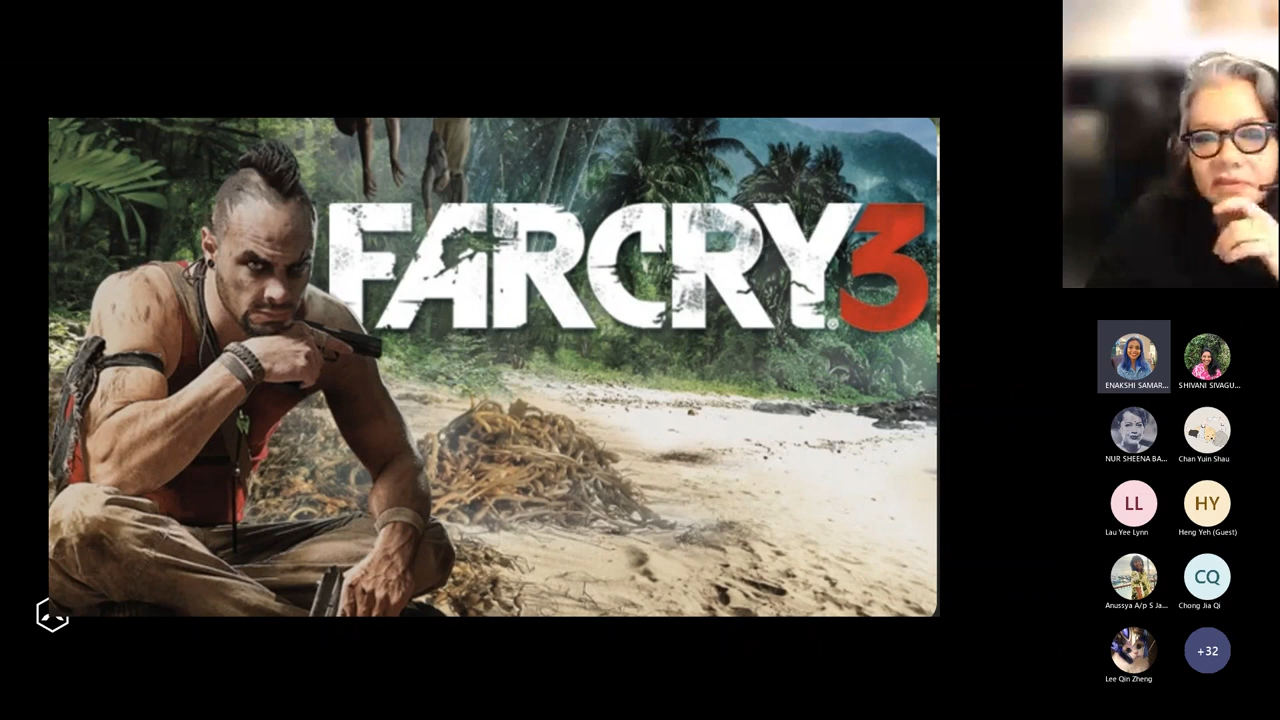 FARCRY3
ENAKSHI SAMAR...
SHIVANI SIVAGU...
NUR SHEENA BA...
Chan Yuin Shau
LL
HY
Lau Yee Lynn
Heng Yeh (Guest)
CQ
Anussya A/p S Ja...
Chong Jia Qi
+32
Lee Qin Zheng